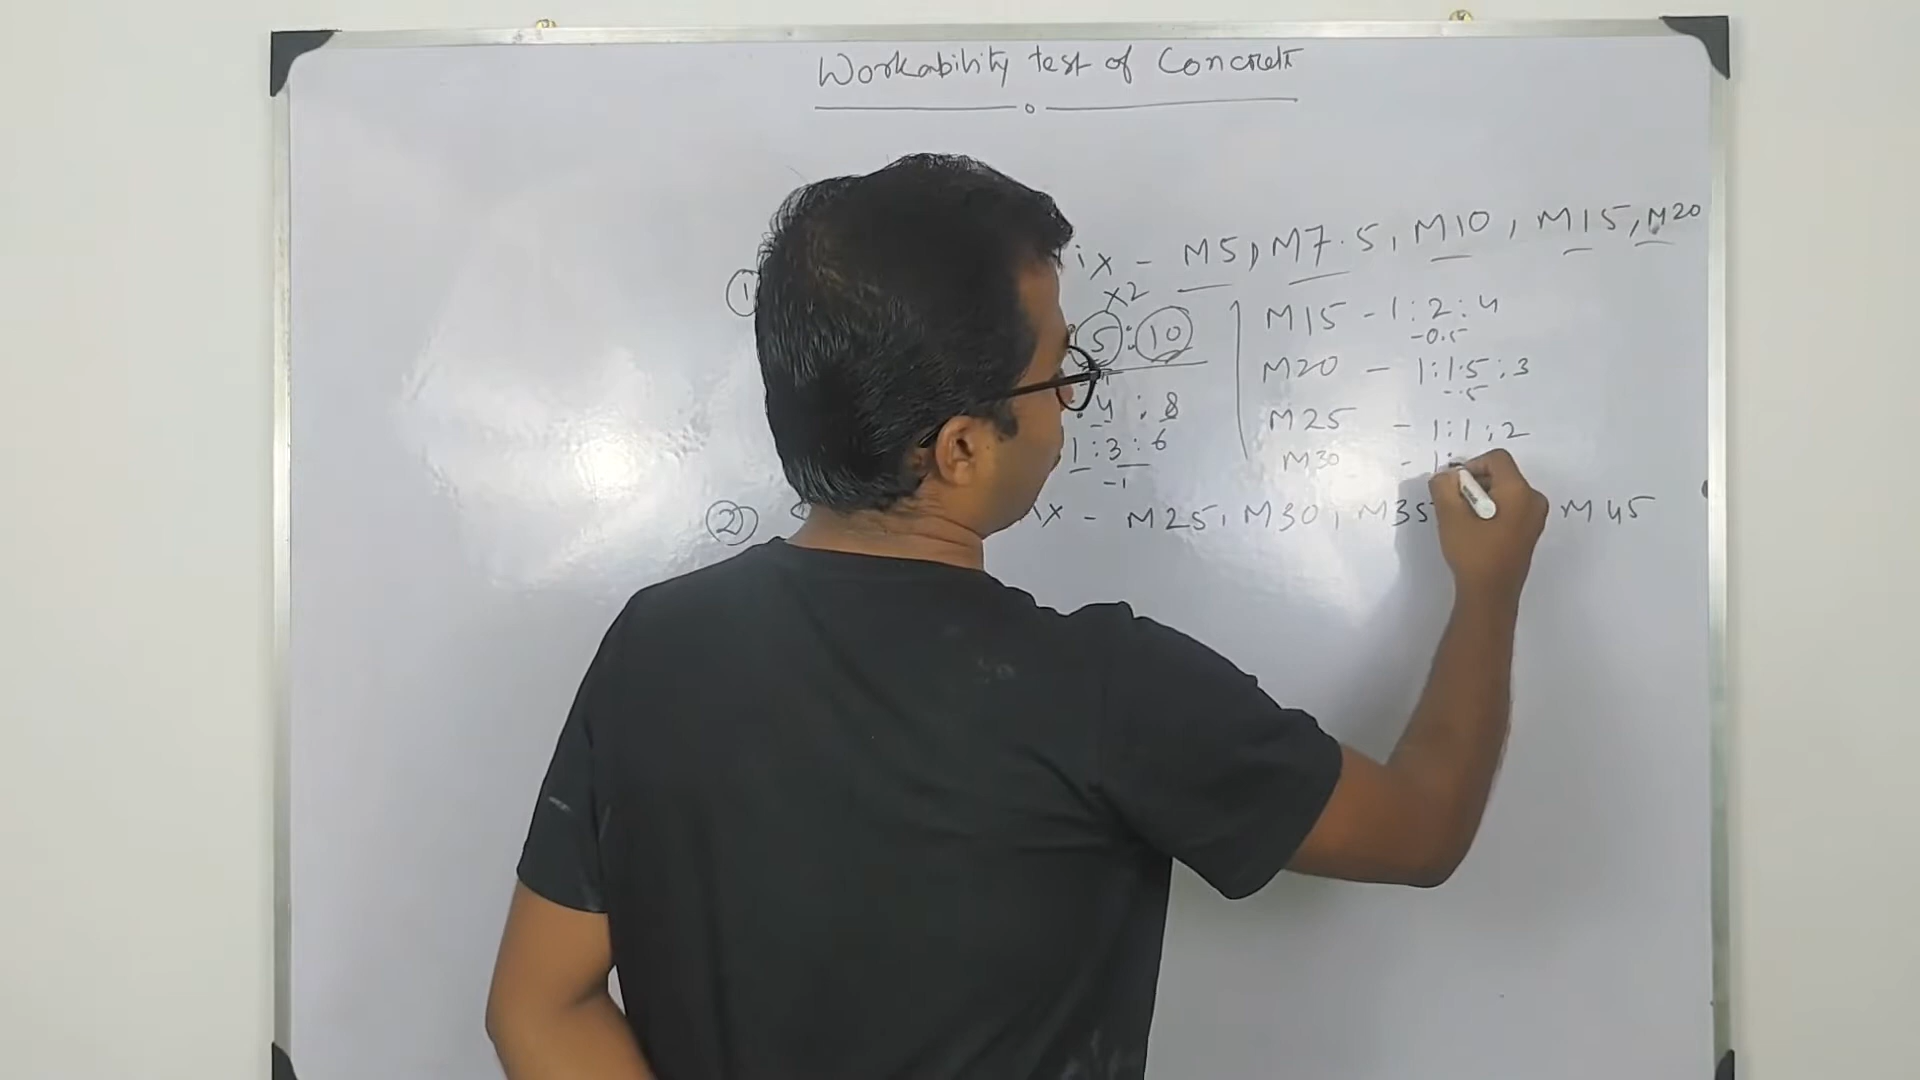 Workability test of Concrete
① ix - M5, M7.5, M10, M15, M20
x2
5 : 10
: 4 : 8
1 : 3 : 6
-1
M15 - 1 : 2 : 4
-0.5
M20 - 1 : 1.5 : 3
-.5
M25 - 1 : 1 : 2
M30 - 1 :
② ix - M25, M30, M35 M45